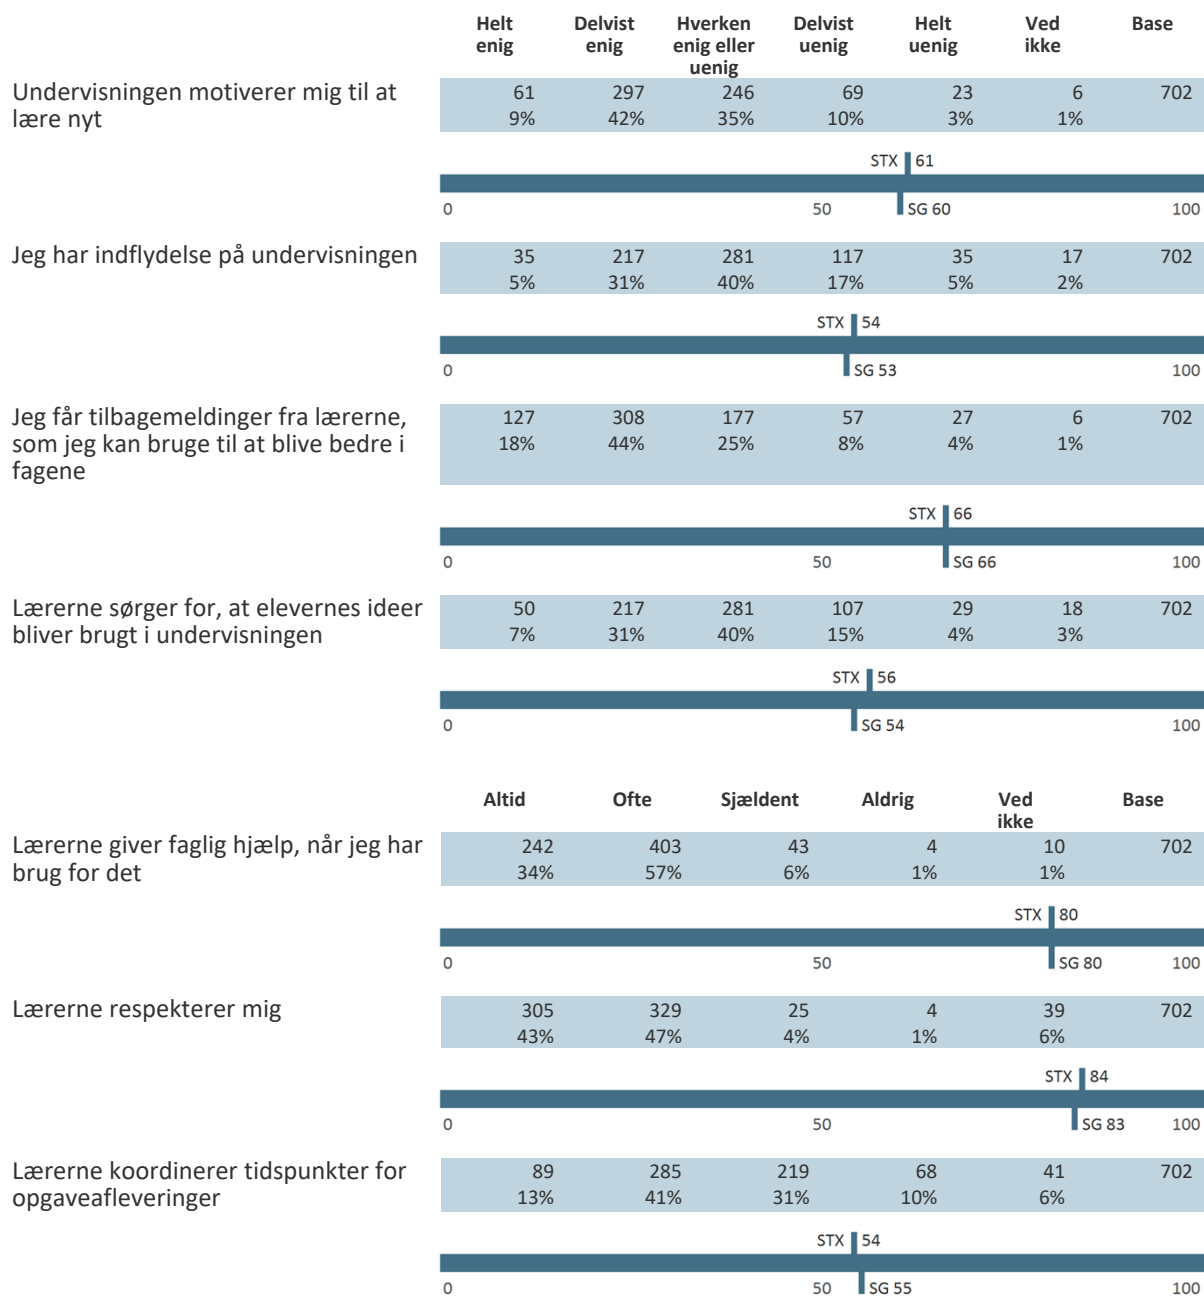 Helt enig Delvist enig Hverken enig eller uenig Delvist uenig Helt uenig Ved ikke Base
Undervisningen motiverer mig til at 61 297 246 69 23 6 702
lære nyt 9% 42% 35% 10% 3% 1%
STX 61
0 50 SG 60 100
Jeg har indflydelse på undervisningen 35 217 281 117 35 17 702
5% 31% 40% 17% 5% 2%
STX 54
0 SG 53 100
Jeg får tilbagemeldinger fra lærerne, 127 308 177 57 27 6 702
som jeg kan bruge til at blive bedre i 18% 44% 25% 8% 4% 1%
fagene
STX 66
0 50 SG 66 100
Lærerne sørger for, at elevernes ideer 50 217 281 107 29 18 702
bliver brugt i undervisningen 7% 31% 40% 15% 4% 3%
STX 56
0 SG 54 100
Altid Ofte Sjældent Aldrig Ved ikke Base
Lærerne giver faglig hjælp, når jeg har 242 403 43 4 10 702
brug for det 34% 57% 6% 1% 1%
STX 80
0 50 SG 80 100
Lærerne respekterer mig 305 329 25 4 39 702
43% 47% 4% 1% 6%
STX 84
0 50 SG 83 100
Lærerne koordinerer tidspunkter for 89 285 219 68 41 702
opgaveafleveringer 13% 41% 31% 10% 6%
STX 54
0 50 SG 55 100